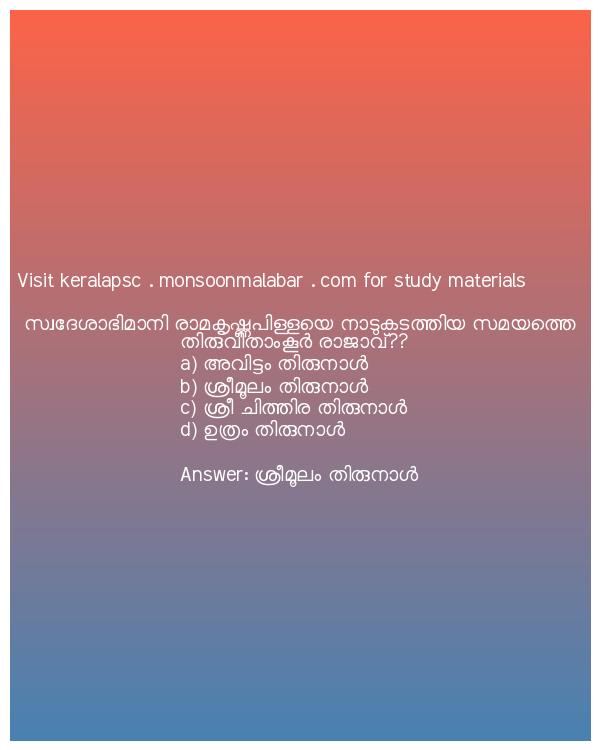 Visit keralapsc . monsoonmalabar . com for study materials
സ്വദേശാഭിമാനി രാമകൃഷ്ണപിള്ളയെ നാടുകടത്തിയ സമയത്തെ
തിരുവിതാംകൂർ രാജാവ്??
a) അവിട്ടം തിരുനാൾ
b) ശ്രീമൂലം തിരുനാൾ
c) ശ്രീ ചിത്തിര തിരുനാൾ
d) ഉത്രം തിരുനാൾ
Answer: ശ്രീമൂലം തിരുനാൾ